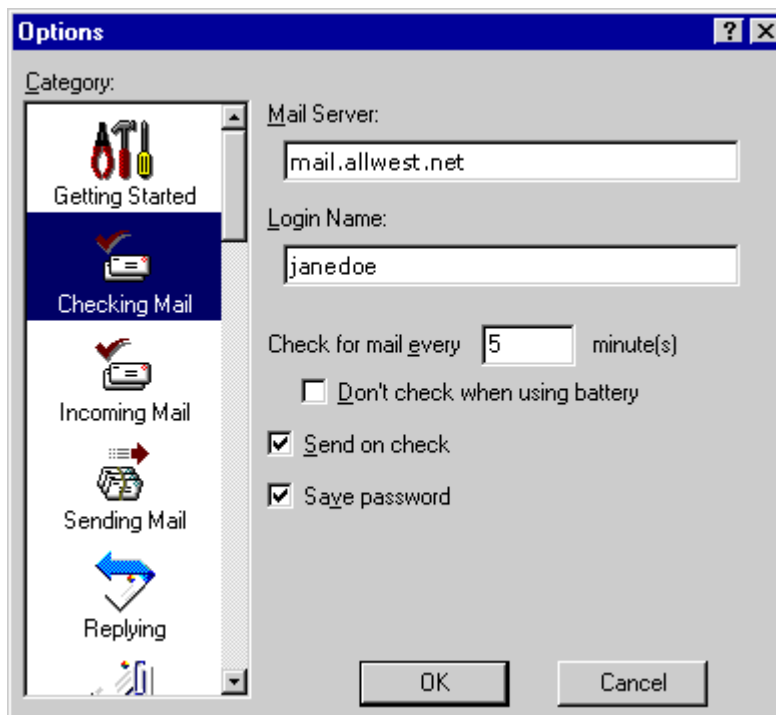 Options
Category:
Getting Started
Checking Mail
Incoming Mail
Sending Mail
Replying
Mail Server:
mail.allwest.net
Login Name:
janedoe
Check for mail every 5 minute(s)
Don't check when using battery
Send on check
Save password
OK
Cancel